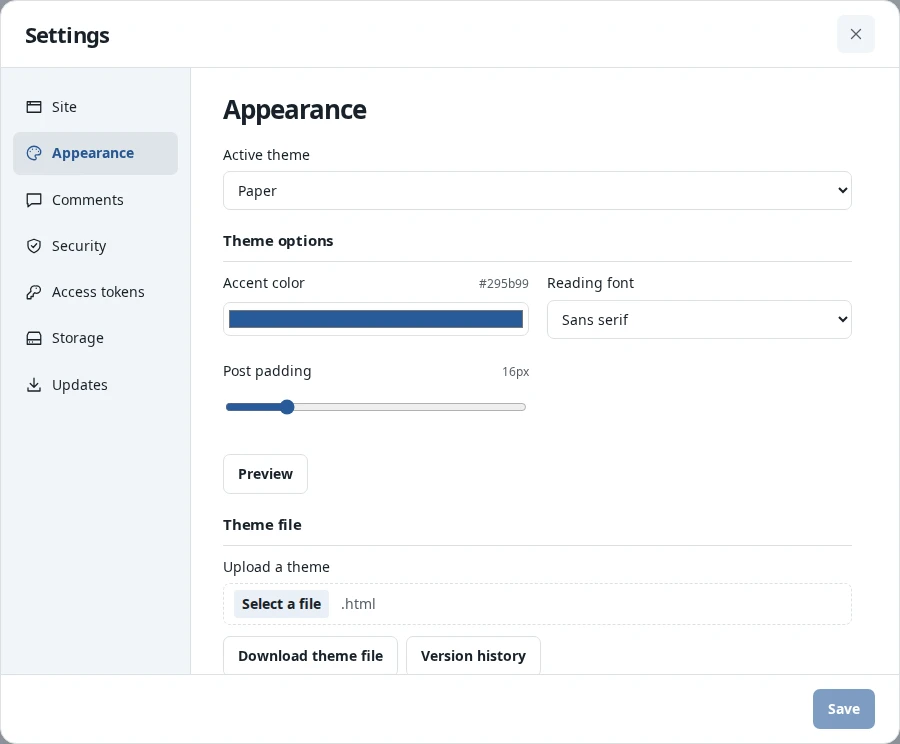 Settings
Site
Appearance
Comments
Security
Access tokens
Storage
Updates
Appearance
Active theme
Paper
Theme options
Accent color #295b99
Reading font
Sans serif
Post padding 16px
Preview
Theme file
Upload a theme
Select a file .html
Download theme file Version history
Save